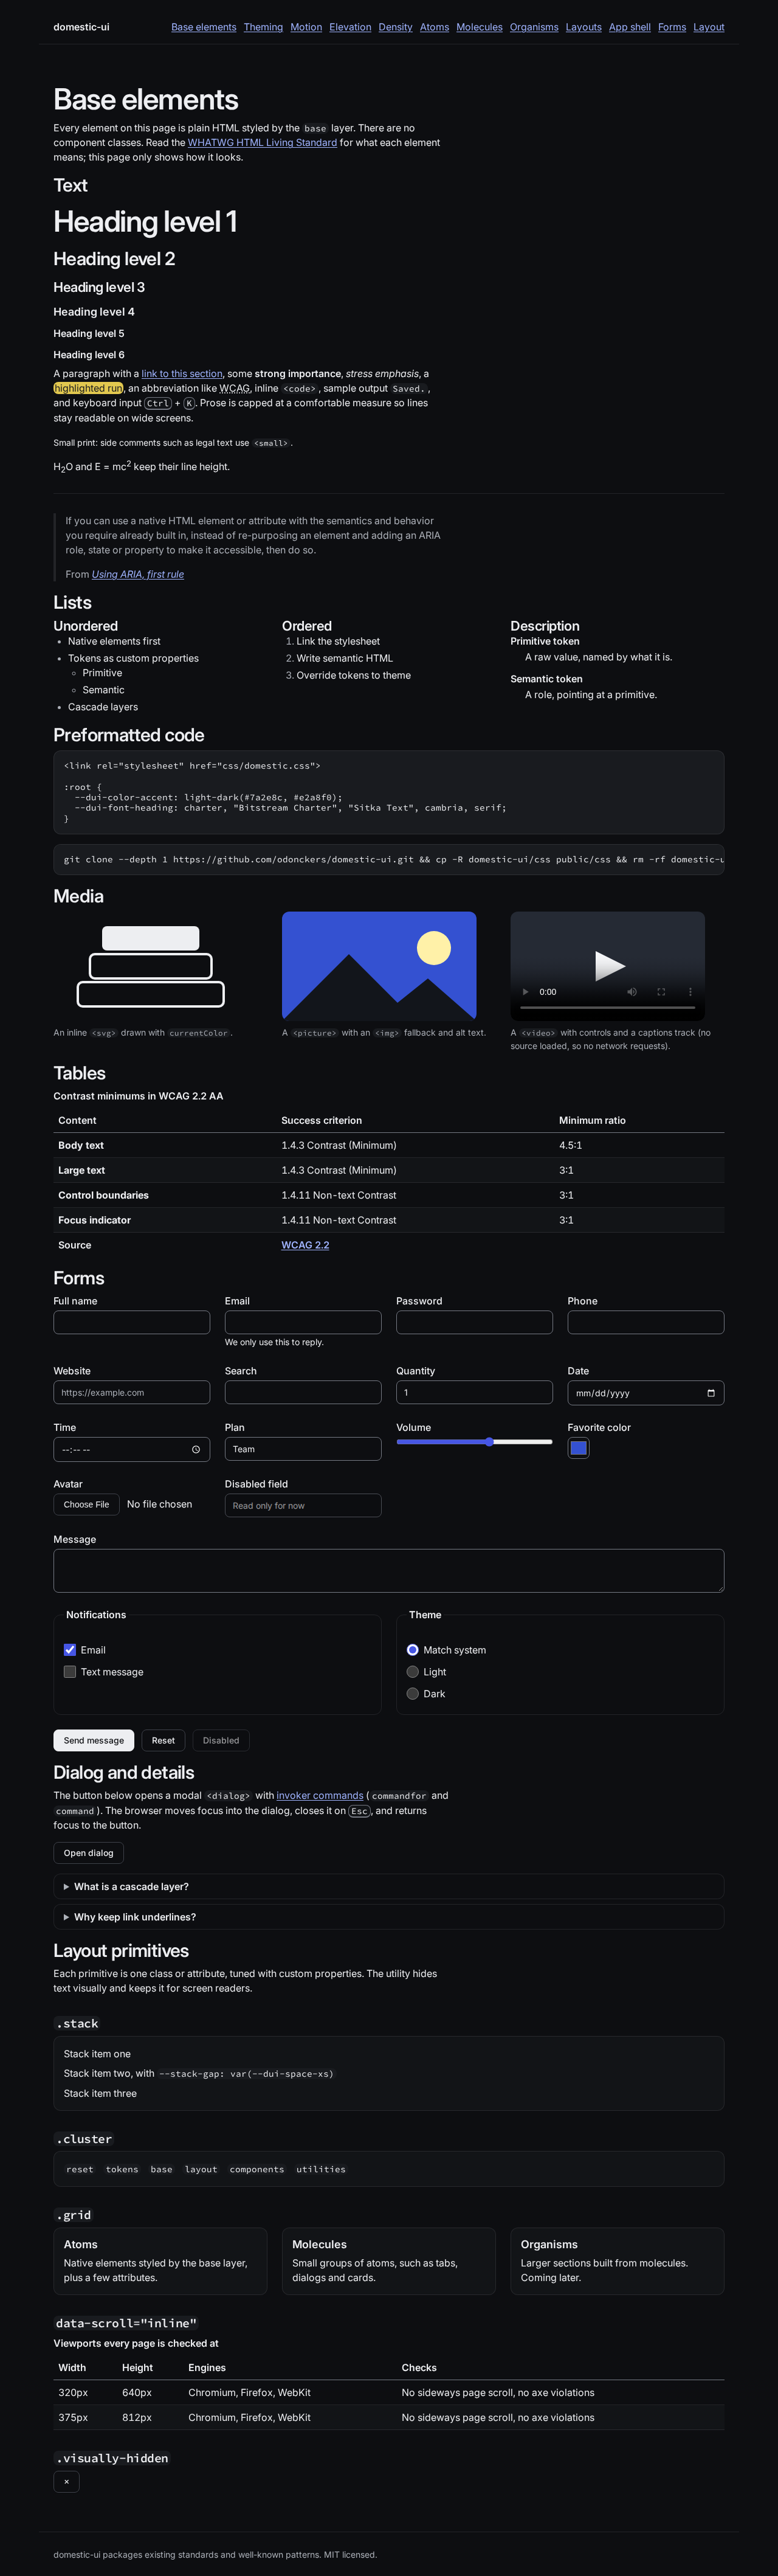 domestic-ui
Base elements Theming Motion Elevation Density Atoms Molecules Organisms Layouts App shell Forms Layout
Base elements
Every element on this page is plain HTML styled by the base layer. There are no
component classes. Read the WHATWG HTML Living Standard for what each element
means; this page only shows how it looks.
Text
Heading level 1
Heading level 2
Heading level 3
Heading level 4
Heading level 5
Heading level 6
A paragraph with a link to this section, some strong importance, stress emphasis, a
highlighted run, an abbreviation like WCAG, inline <code>, sample output Saved.,
and keyboard input Ctrl + K. Prose is capped at a comfortable measure so lines
stay readable on wide screens.
Small print: side comments such as legal text use <small>.
H2O and E = mc2 keep their line height.
If you can use a native HTML element or attribute with the semantics and behavior
you require already built in, instead of re-purposing an element and adding an ARIA
role, state or property to make it accessible, then do so.
From Using ARIA, first rule
Lists
Unordered
Native elements first
Tokens as custom properties
Primitive
Semantic
Cascade layers
Ordered
1. Link the stylesheet
2. Write semantic HTML
3. Override tokens to theme
Description
Primitive token
A raw value, named by what it is.
Semantic token
A role, pointing at a primitive.
Preformatted code
<link rel="stylesheet" href="css/domestic.css">
:root {
--dui-color-accent: light-dark(#7a2e8c, #e2a8f0);
--dui-font-heading: charter, "Bitstream Charter", "Sitka Text", cambria, serif;
}
git clone --depth 1 https://github.com/odonckers/domestic-ui.git && cp -R domestic-ui/css public/css && rm -rf domestic-u
Media
An inline <svg> drawn with currentColor.
A <picture> with an <img> fallback and alt text.
0:00
A <video> with controls and a captions track (no
source loaded, so no network requests).
Tables
Contrast minimums in WCAG 2.2 AA
Content Success criterion Minimum ratio
Body text 1.4.3 Contrast (Minimum) 4.5:1
Large text 1.4.3 Contrast (Minimum) 3:1
Control boundaries 1.4.11 Non-text Contrast 3:1
Focus indicator 1.4.11 Non-text Contrast 3:1
Source WCAG 2.2
Forms
Full name Email Password Phone
We only use this to reply.
Website Search Quantity Date
https://example.com 1 mm/dd/yyyy
Time Plan Volume Favorite color
--:-- -- Team
Avatar Disabled field
Choose File No file chosen Read only for now
Message
Notifications
Email
Text message
Theme
Match system
Light
Dark
Send message Reset Disabled
Dialog and details
The button below opens a modal <dialog> with invoker commands (commandfor and
command). The browser moves focus into the dialog, closes it on Esc, and returns
focus to the button.
Open dialog
What is a cascade layer?
Why keep link underlines?
Layout primitives
Each primitive is one class or attribute, tuned with custom properties. The utility hides
text visually and keeps it for screen readers.
.stack
Stack item one
Stack item two, with --stack-gap: var(--dui-space-xs)
Stack item three
.cluster
reset tokens base layout components utilities
.grid
Atoms
Native elements styled by the base layer,
plus a few attributes.
Molecules
Small groups of atoms, such as tabs,
dialogs and cards.
Organisms
Larger sections built from molecules.
Coming later.
data-scroll="inline"
Viewports every page is checked at
Width Height Engines Checks
320px 640px Chromium, Firefox, WebKit No sideways page scroll, no axe violations
375px 812px Chromium, Firefox, WebKit No sideways page scroll, no axe violations
.visually-hidden
×
domestic-ui packages existing standards and well-known patterns. MIT licensed.